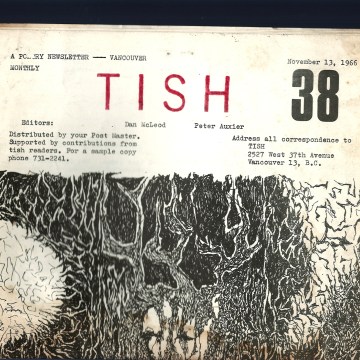 A PO..RY NEWSLETTER —— VANCOUVER
November 13, 1966
MONTHLY
TISH
38
Editors: Dan McLeod Peter Auxier
Distributed by your Post Master.
Supported by contributions from
tish readers. For a sample copy
phone 731-2241.
Address all correspondence to
TISH
2527 West 37th Avenue
Vancouver 13, B.C.